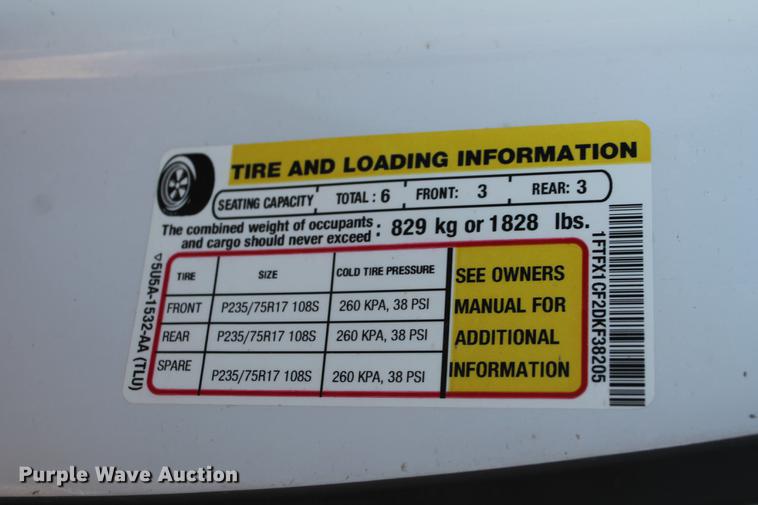 TIRE AND LOADING INFORMATION
SEATING CAPACITY TOTAL : 6 FRONT: 3 REAR: 3
The combined weight of occupants
and cargo should never exceed : 829 kg or 1828 lbs.
TIRE SIZE COLD TIRE PRESSURE
FRONT P235/75R17 108S 260 KPA, 38 PSI
REAR P235/75R17 108S 260 KPA, 38 PSI
SPARE P235/75R17 108S 260 KPA, 38 PSI
SEE OWNERS
MANUAL FOR
ADDITIONAL
INFORMATION
5U5A-1532-AA (TLU)
1FTFX1CF2DKF38205
Purple Wave Auction